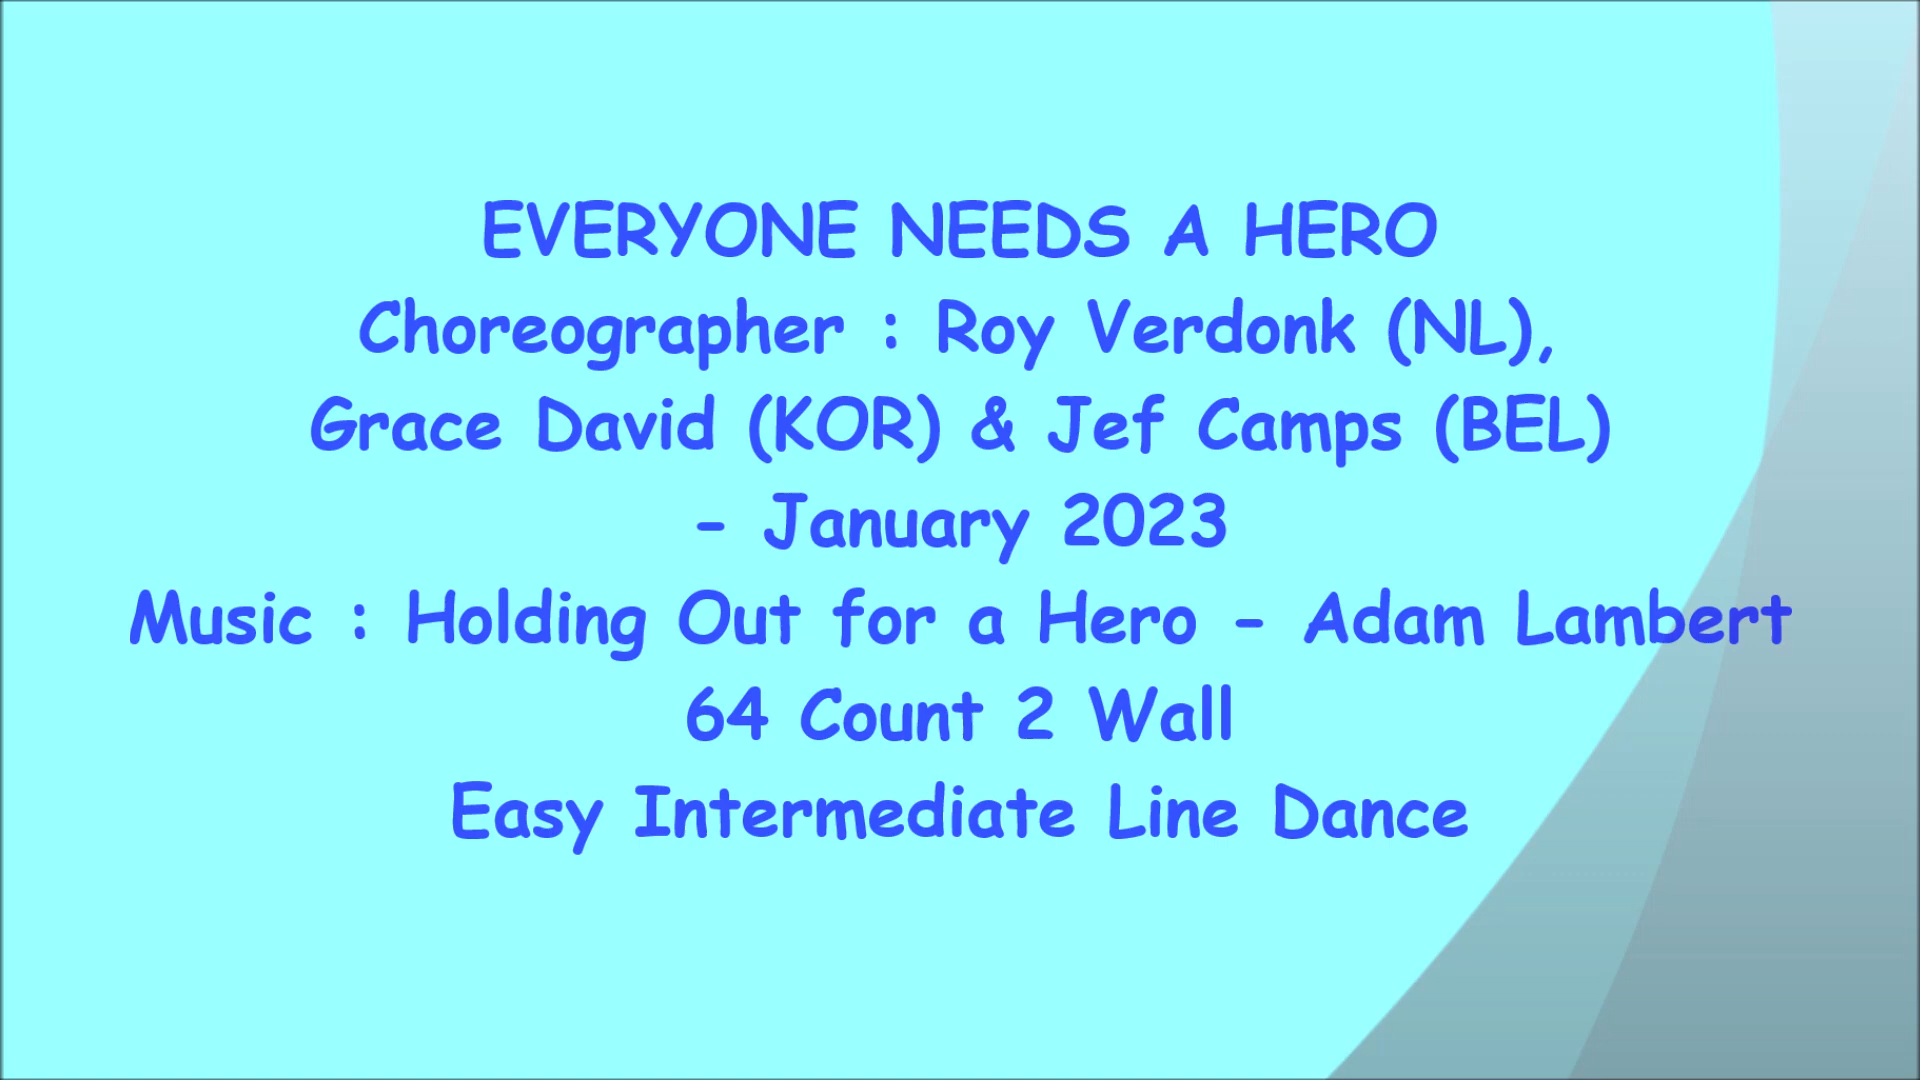 EVERYONE NEEDS A HERO
Choreographer : Roy Verdonk (NL),
Grace David (KOR) & Jef Camps (BEL)
- January 2023
Music : Holding Out for a Hero - Adam Lambert
64 Count 2 Wall
Easy Intermediate Line Dance